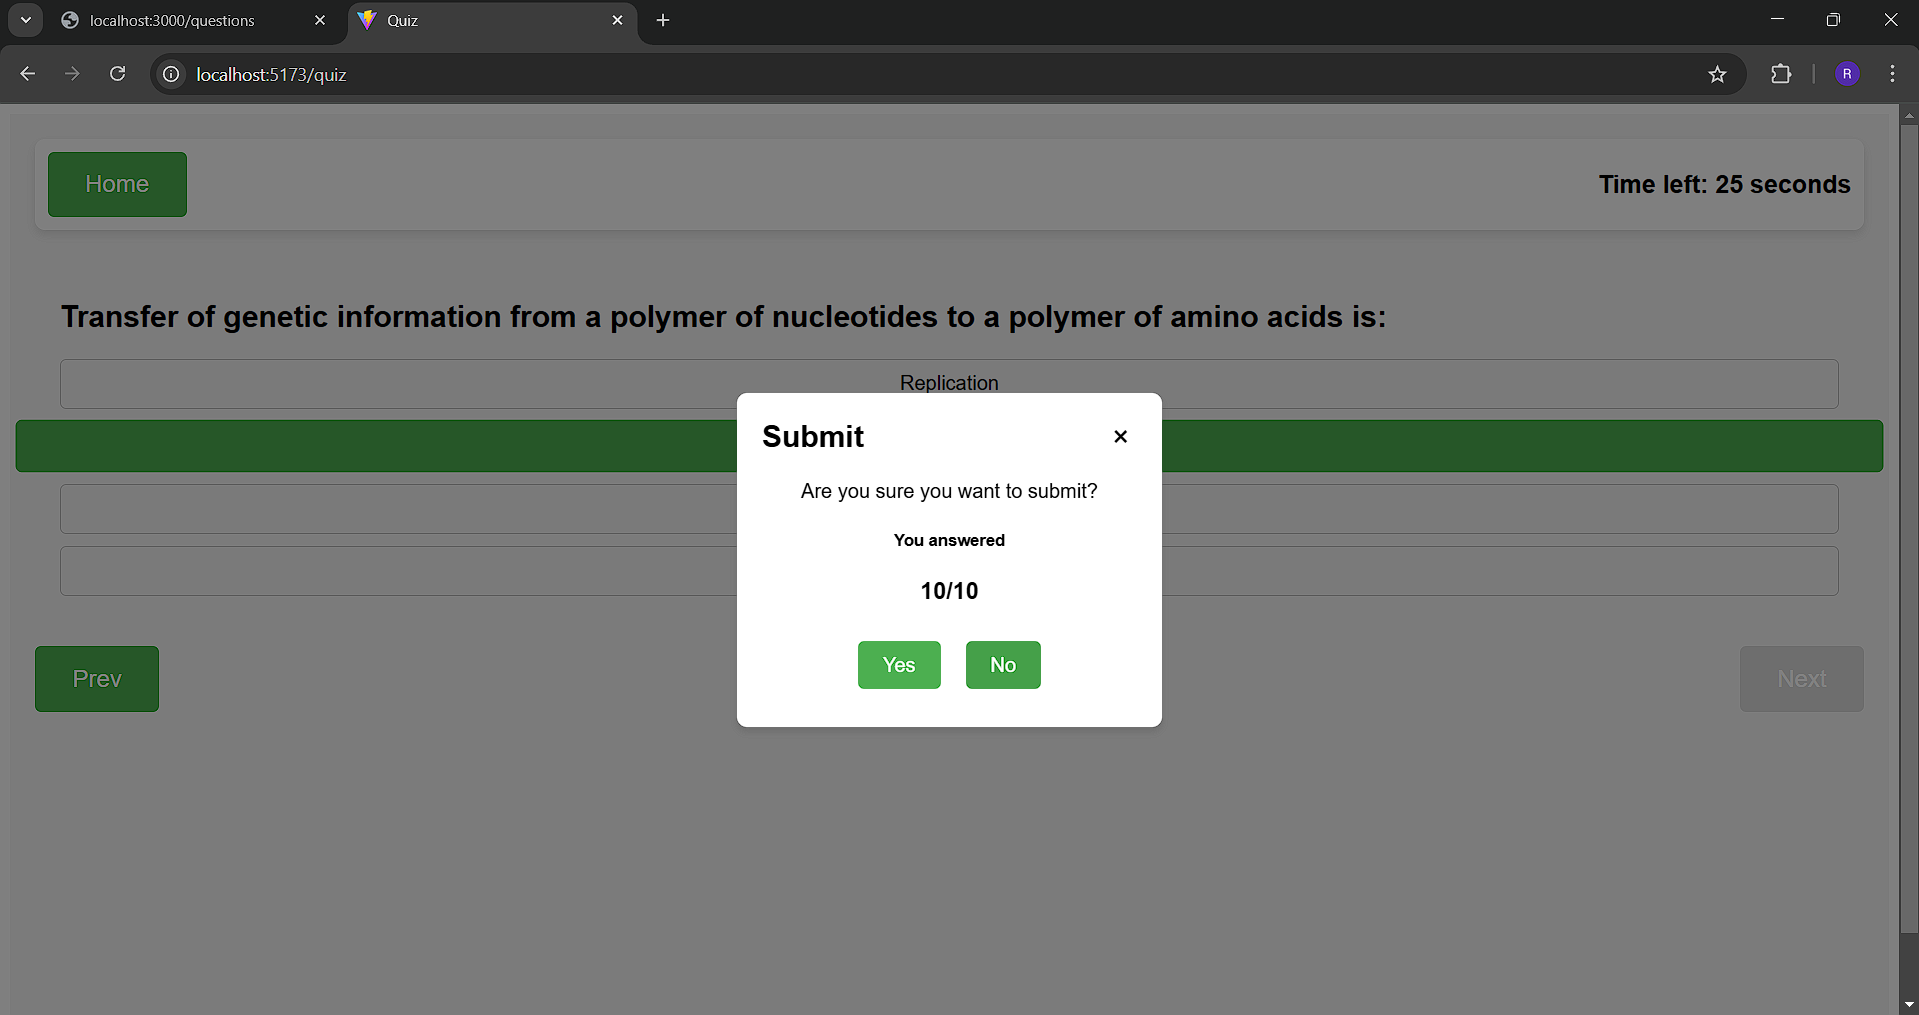 localhost:3000/questions
Quiz
localhost:5173/quiz
R
Home
Time left: 25 seconds
Transfer of genetic information from a polymer of nucleotides to a polymer of amino acids is:
Replication
Submit
Are you sure you want to submit?
You answered
10/10
Yes
No
Prev
Next